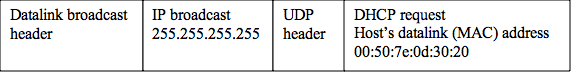 Datalink broadcast
header
IP broadcast
255.255.255.255
UDP
header
DHCP request
Host's datalink (MAC) address
00:50:7e:0d:30:20